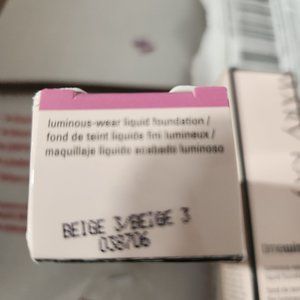 luminous-wear liquid foundation /
fond de teint liquide fini lumineux /
maquillaje líquido acabado luminoso
BEIGE 3/BEIGE 3
038706